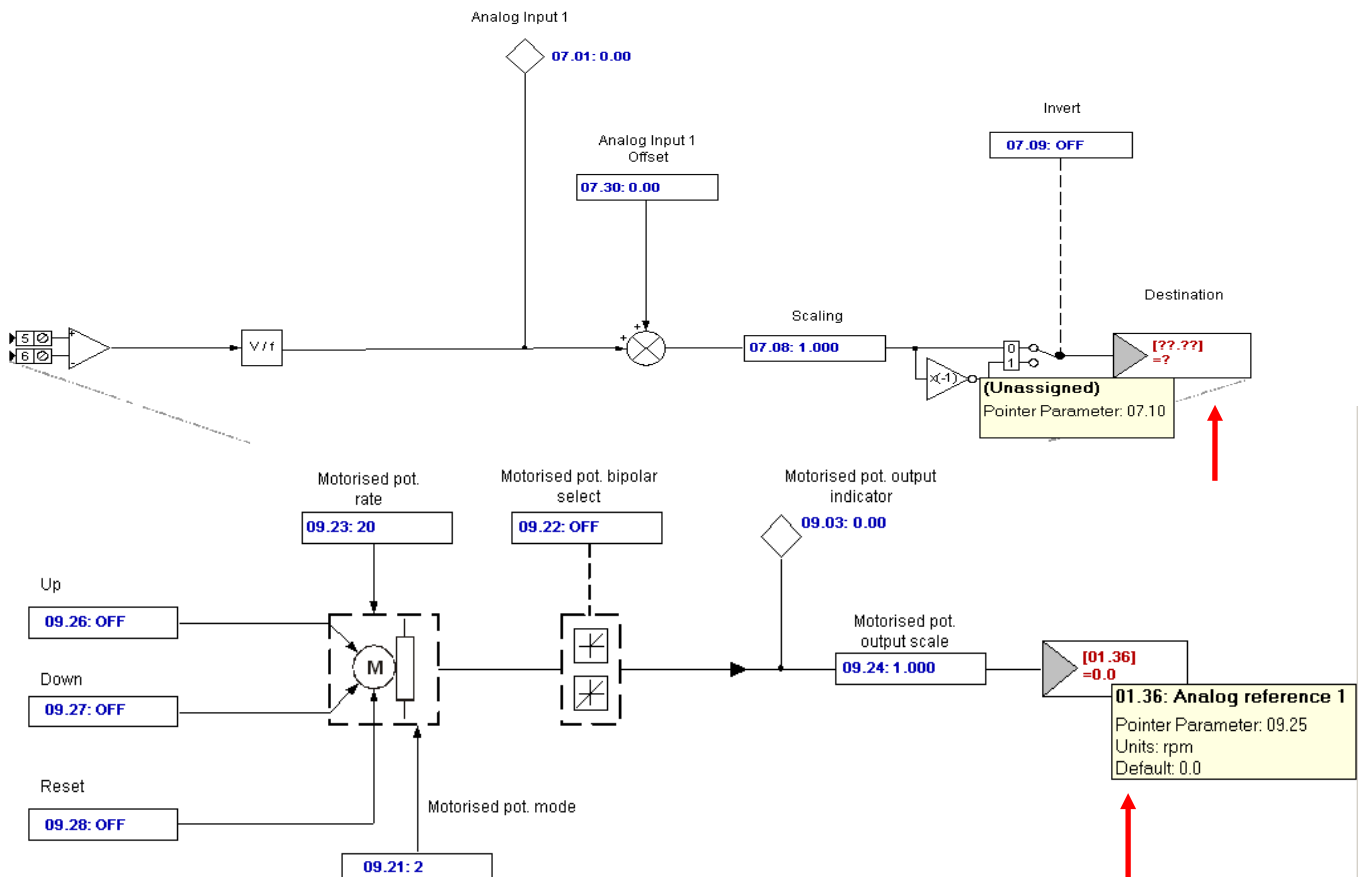 Analog Input 1
07.01: 0.00
Invert
07.09: OFF
Analog Input 1
Offset
07.30: 0.00
Destination
Scaling
5
6
+
-
V / f
+
+
07.08: 1.000
0
1
x(-1)
[??.??]
=?
(Unassigned)
Pointer Parameter: 07.10
Motorised pot.
rate
09.23: 20
Motorised pot. bipolar
select
09.22: OFF
Motorised pot. output
indicator
09.03: 0.00
Up
09.26: OFF
Down
09.27: OFF
Reset
09.28: OFF
M
Motorised pot. mode
09.21: 2
Motorised pot.
output scale
09.24: 1.000
[01.36]
=0.0
01.36: Analog reference 1
Pointer Parameter: 09.25
Units: rpm
Default: 0.0